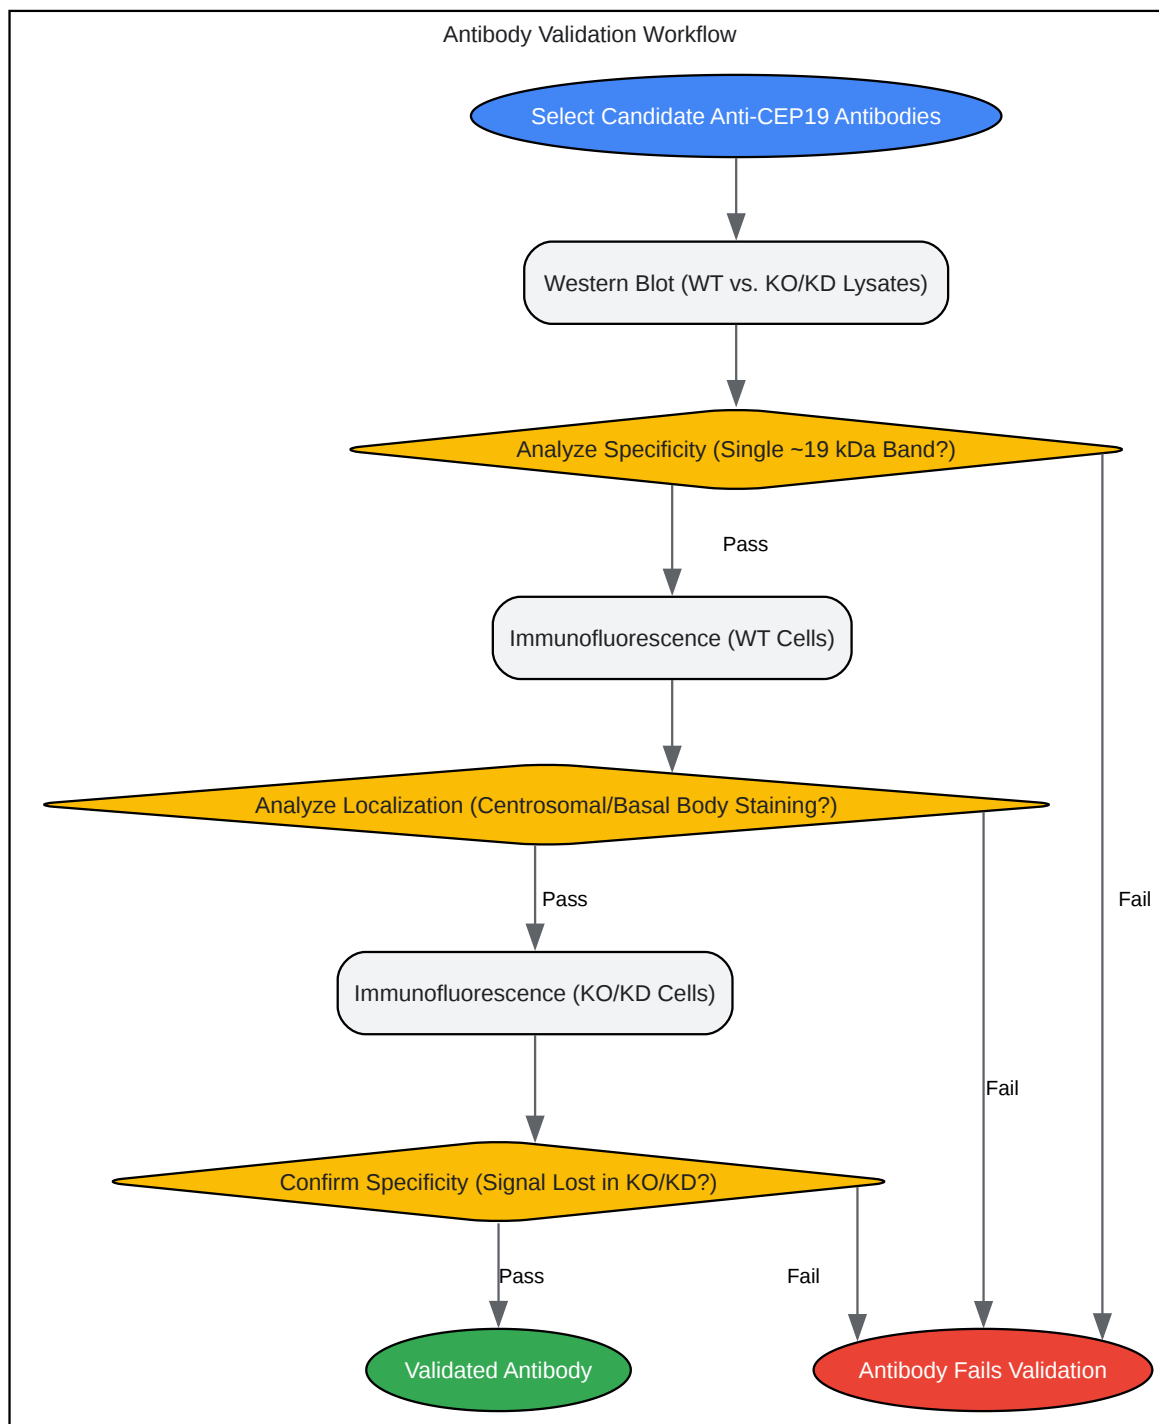 Antibody Validation Workflow
Select Candidate Anti-CEP19 Antibodies
Western Blot (WT vs. KO/KD Lysates)
Analyze Specificity (Single ~19 kDa Band?)
Pass
Immunofluorescence (WT Cells)
Analyze Localization (Centrosomal/Basal Body Staining?)
Pass
Fail
Immunofluorescence (KO/KD Cells)
Fail
Confirm Specificity (Signal Lost in KO/KD?)
Pass
Fail
Validated Antibody
Antibody Fails Validation